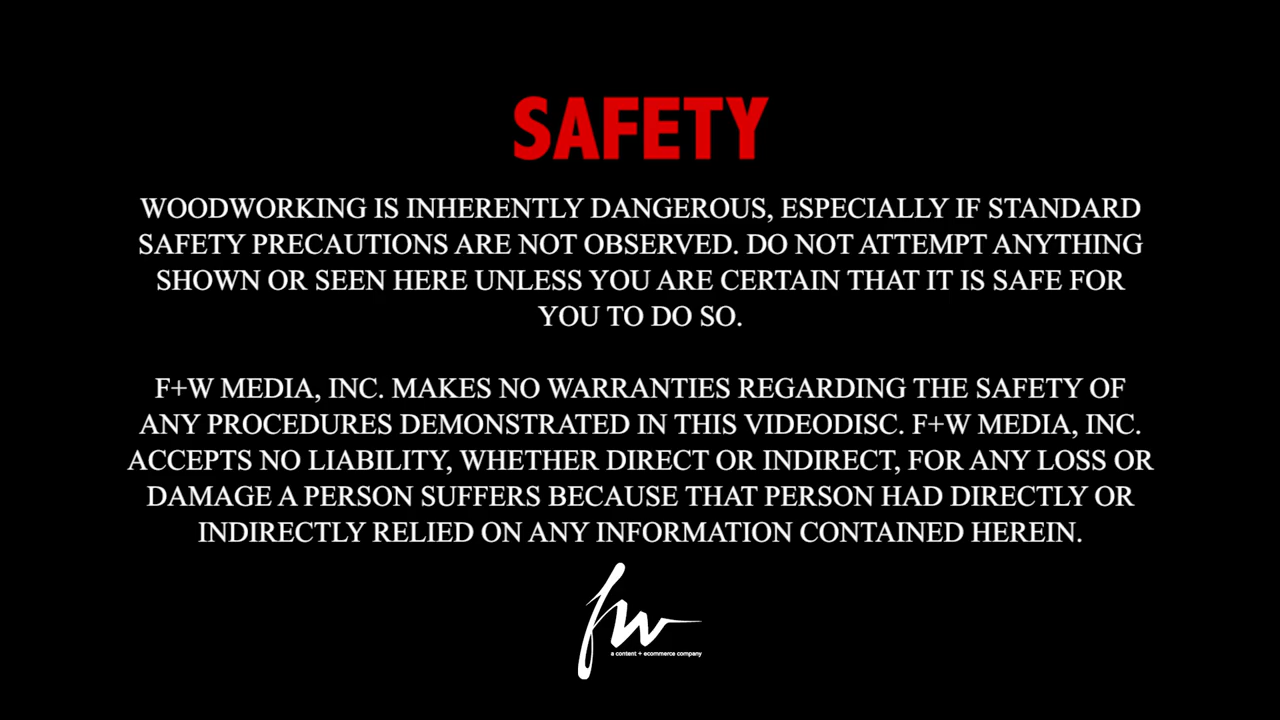 SAFETY
WOODWORKING IS INHERENTLY DANGEROUS, ESPECIALLY IF STANDARD
SAFETY PRECAUTIONS ARE NOT OBSERVED. DO NOT ATTEMPT ANYTHING
SHOWN OR SEEN HERE UNLESS YOU ARE CERTAIN THAT IT IS SAFE FOR
YOU TO DO SO.
F+W MEDIA, INC. MAKES NO WARRANTIES REGARDING THE SAFETY OF
ANY PROCEDURES DEMONSTRATED IN THIS VIDEODISC. F+W MEDIA, INC.
ACCEPTS NO LIABILITY, WHETHER DIRECT OR INDIRECT, FOR ANY LOSS OR
DAMAGE A PERSON SUFFERS BECAUSE THAT PERSON HAD DIRECTLY OR
INDIRECTLY RELIED ON ANY INFORMATION CONTAINED HEREIN.
fw
a content + ecommerce company